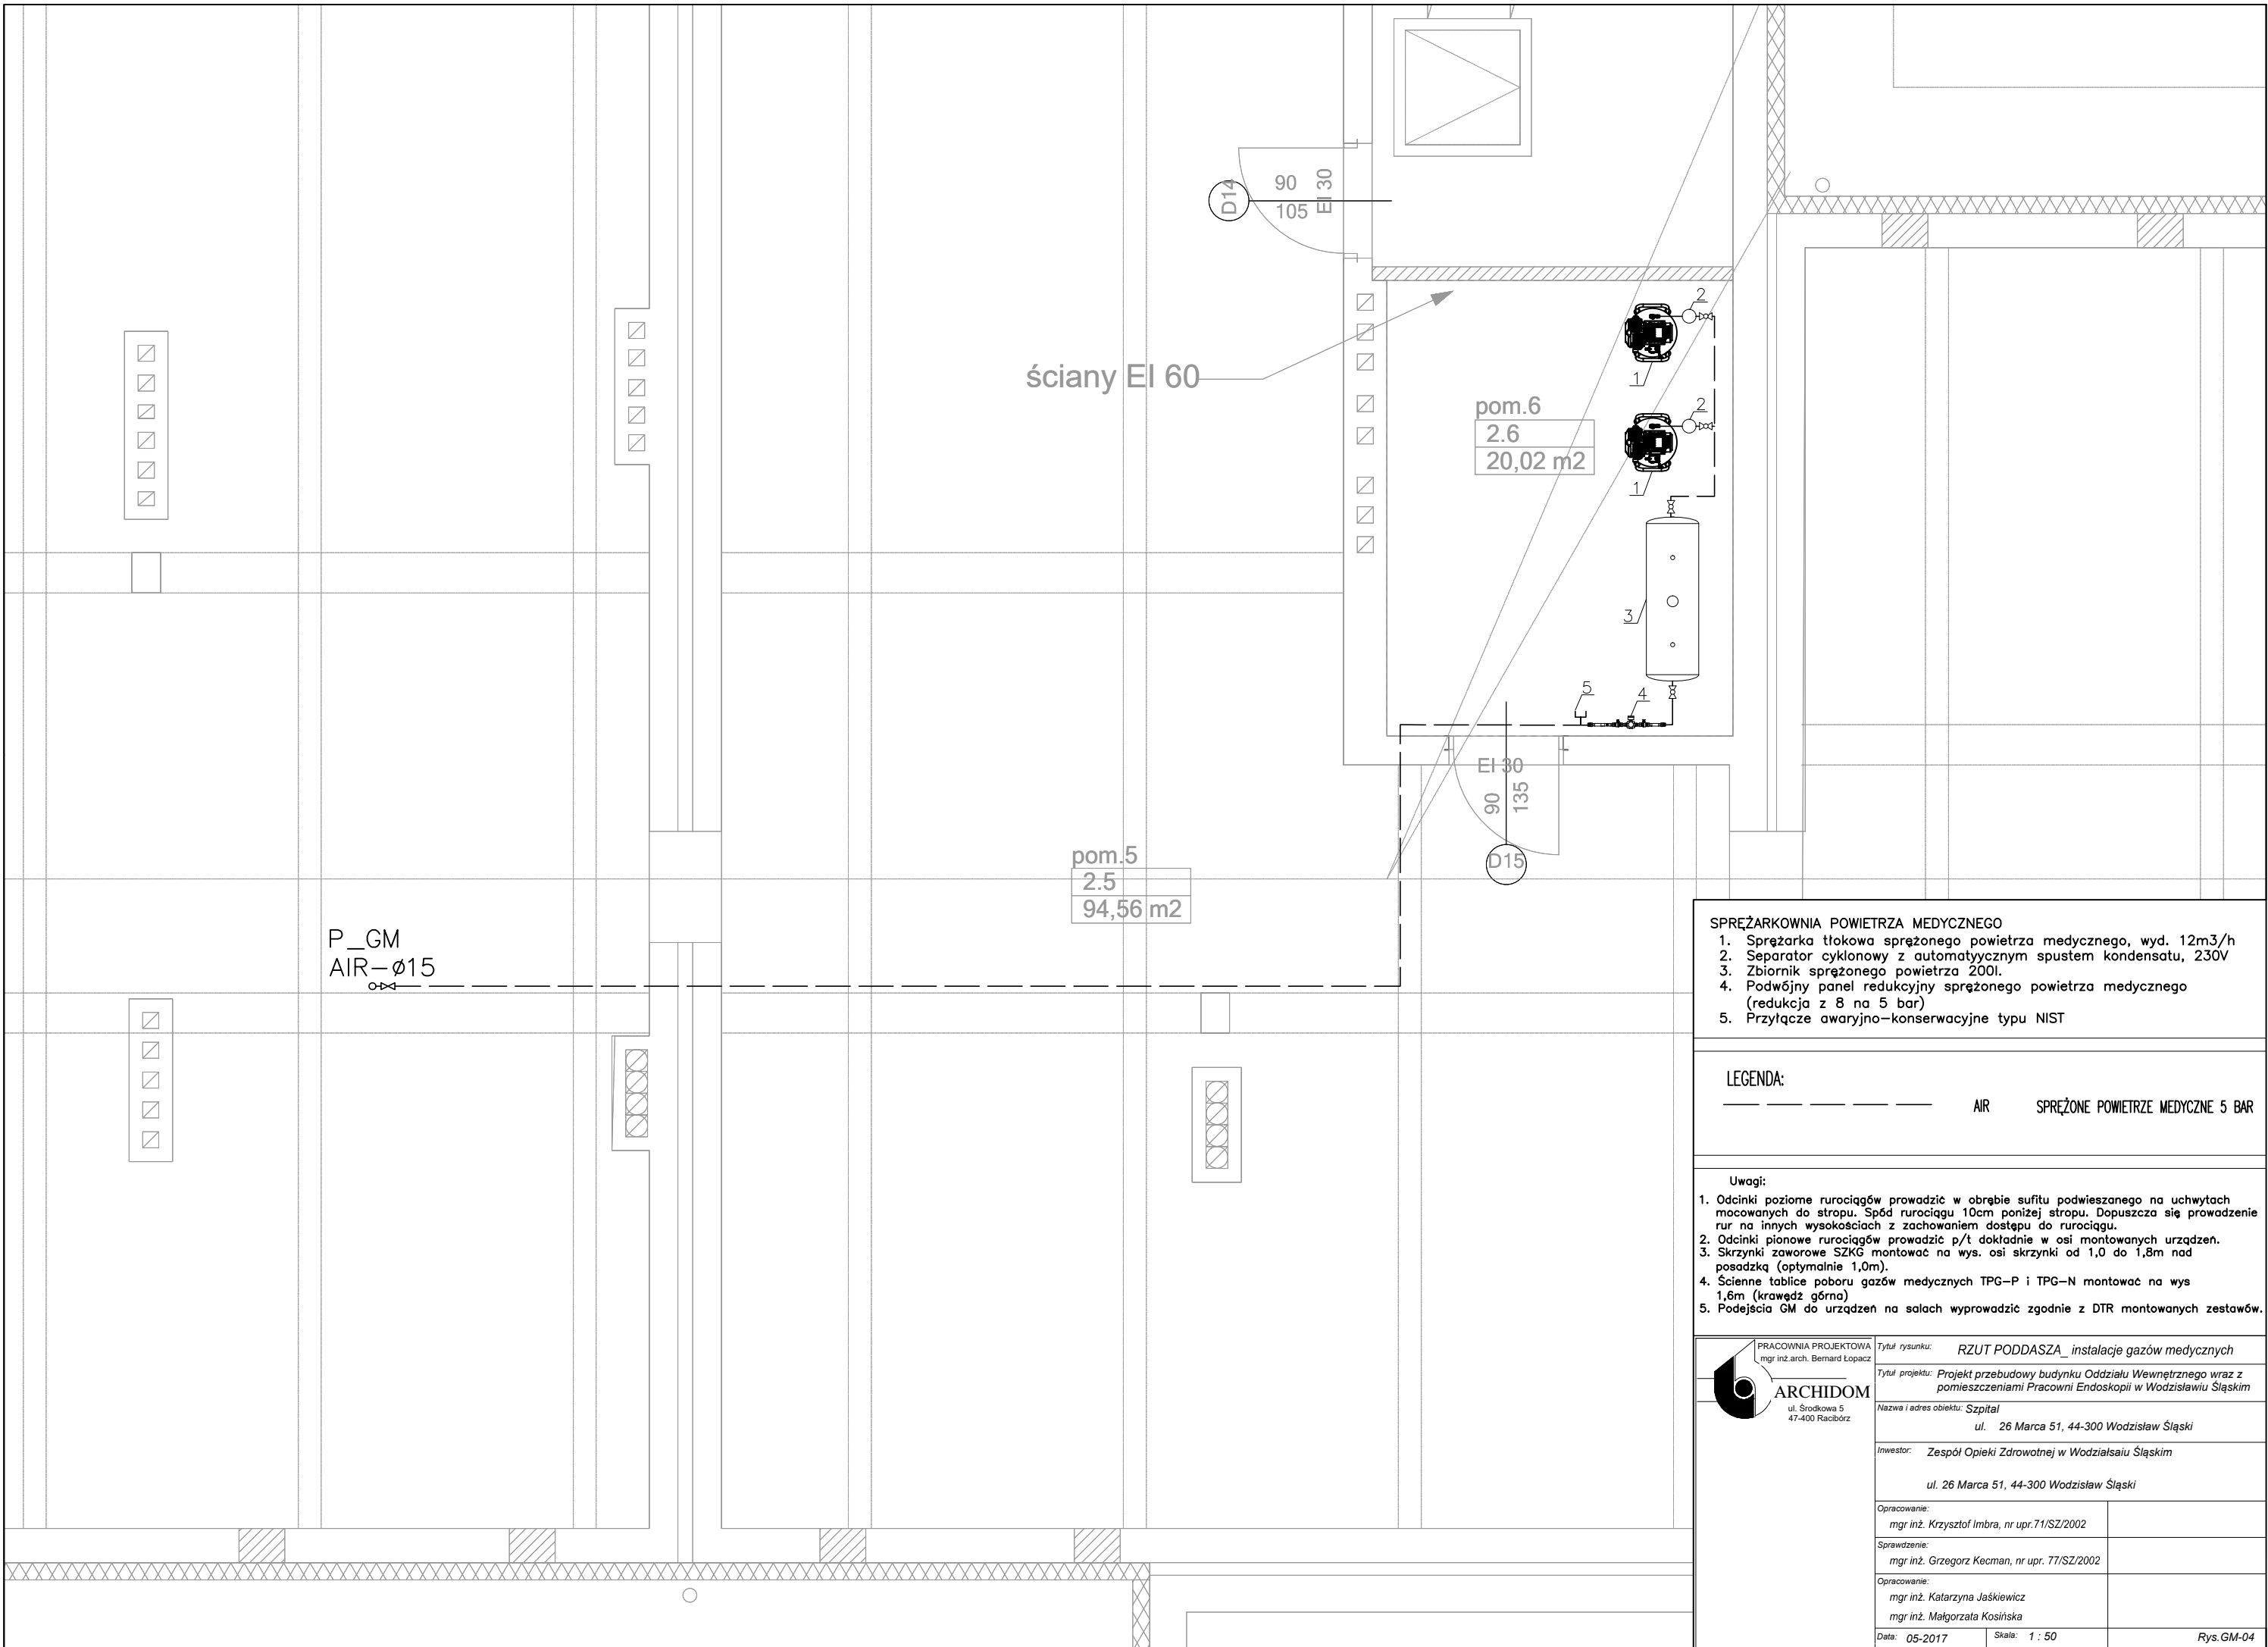 D14
90
105
EI 30
ściany EI 60
2
1
pom.6
2.6
20,02 m2
2
1
3
5
4
EI 30
90
135
D15
pom.5
2.5
94,56 m2
P_GM
AIR-ø15
SPRĘŻARKOWNIA POWIETRZA MEDYCZNEGO
1. Sprężarka tłokowa sprężonego powietrza medycznego, wyd. 12m3/h
2. Separator cyklonowy z automatyycznym spustem kondensatu, 230V
3. Zbiornik sprężonego powietrza 200l.
4. Podwójny panel redukcyjny sprężonego powietrza medycznego
(redukcja z 8 na 5 bar)
5. Przyłącze awaryjno-konserwacyjne typu NIST
LEGENDA:
AIR SPRĘŻONE POWIETRZE MEDYCZNE 5 BAR
Uwagi:
1. Odcinki poziome rurociągów prowadzić w obrębie sufitu podwieszanego na uchwytach
mocowanych do stropu. Spód rurociągu 10cm poniżej stropu. Dopuszcza się prowadzenie
rur na innych wysokościach z zachowaniem dostępu do rurociągu.
2. Odcinki pionowe rurociągów prowadzić p/t dokładnie w osi montowanych urządzeń.
3. Skrzynki zaworowe SZKG montować na wys. osi skrzynki od 1,0 do 1,8m nad
posadzką (optymalnie 1,0m).
4. Ścienne tablice poboru gazów medycznych TPG-P i TPG-N montować na wys
1,6m (krawędź górna)
5. Podejścia GM do urządzeń na salach wyprowadzić zgodnie z DTR montowanych zestawów.
PRACOWNIA PROJEKTOWA
mgr inż.arch. Bernard Łopacz
ARCHIDOM
ul. Środkowa 5
47-400 Racibórz
Tytuł rysunku: RZUT PODDASZA_ instalacje gazów medycznych
Tytuł projektu: Projekt przebudowy budynku Oddziału Wewnętrznego wraz z
pomieszczeniami Pracowni Endoskopii w Wodzisławiu Śląskim
Nazwa i adres obiektu: Szpital
ul. 26 Marca 51, 44-300 Wodzisław Śląski
Inwestor: Zespół Opieki Zdrowotnej w Wodziałsaiu Śląskim
ul. 26 Marca 51, 44-300 Wodzisław Śląski
Opracowanie:
mgr inż. Krzysztof Imbra, nr upr.71/SZ/2002
Sprawdzenie:
mgr inż. Grzegorz Kecman, nr upr. 77/SZ/2002
Opracowanie:
mgr inż. Katarzyna Jaśkiewicz
mgr inż. Małgorzata Kosińska
Data: 05-2017 Skala: 1 : 50 Rys.GM-04